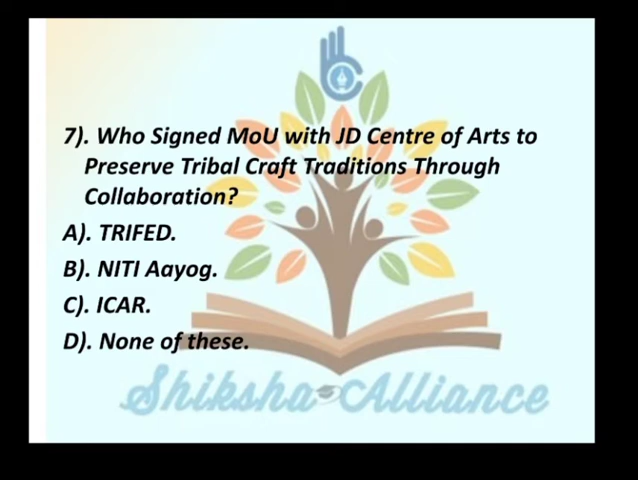 7). Who Signed MoU with JD Centre of Arts to
Preserve Tribal Craft Traditions Through
Collaboration?
A). TRIFED.
B). NITI Aayog.
C). ICAR.
D). None of these.
Shiksha Alliance